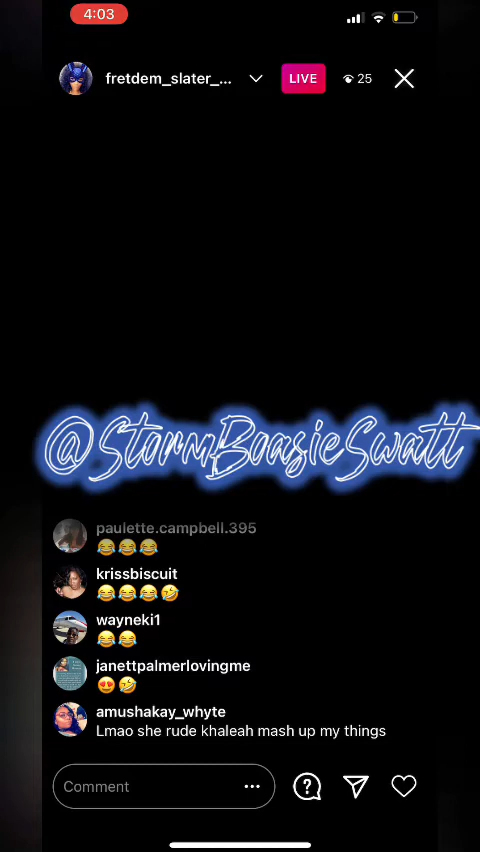 4:03
fretdem_slater_...
LIVE
25
@StormBoasieSwatt
paulette.campbell.395
😂😂😂
krissbiscuit
😂😂😂🤣
wayneki1
😂😂
janettpalmerlovingme
😍🤣
amushakay_whyte
Lmao she rude khaleah mash up my things
Comment